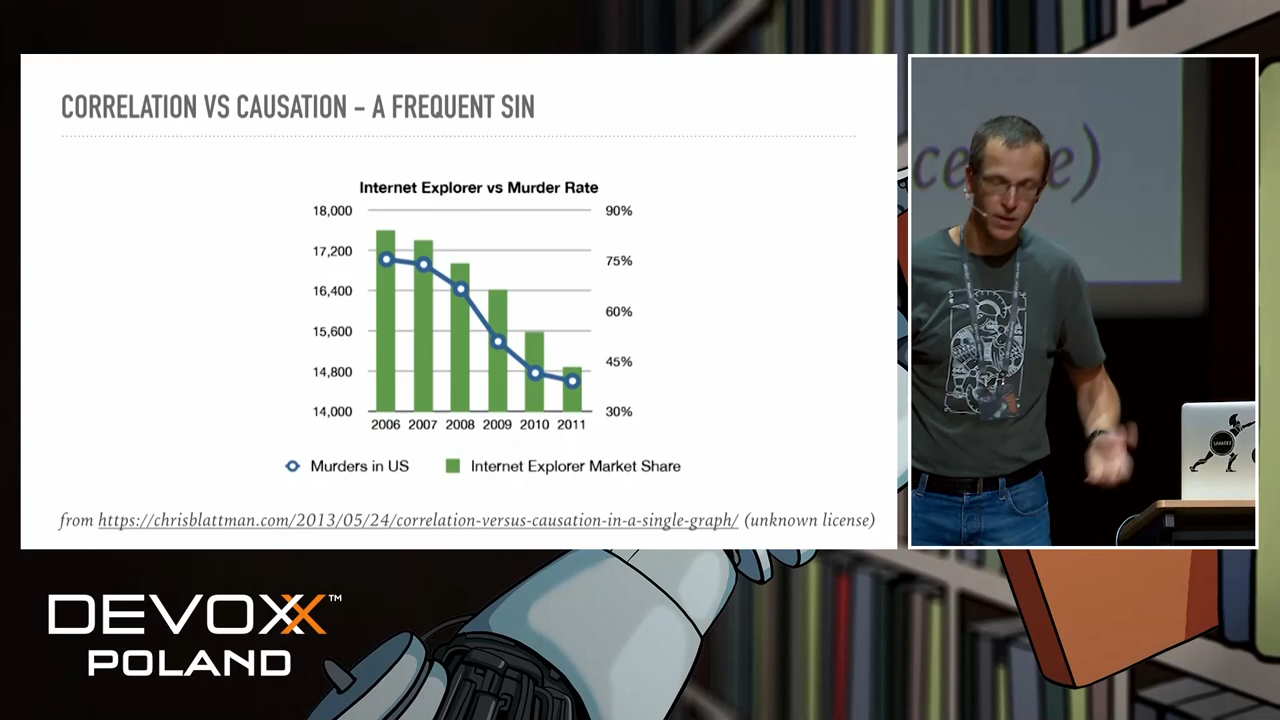 CORRELATION VS CAUSATION – A FREQUENT SIN
Internet Explorer vs Murder Rate
18,000
17,200
16,400
15,600
14,800
14,000
90%
75%
60%
45%
30%
2006 2007 2008 2009 2010 2011
Murders in US
Internet Explorer Market Share
from https://chrisblattman.com/2013/05/24/correlation-versus-causation-in-a-single-graph/ (unknown license)
DEVOXX™
POLAND